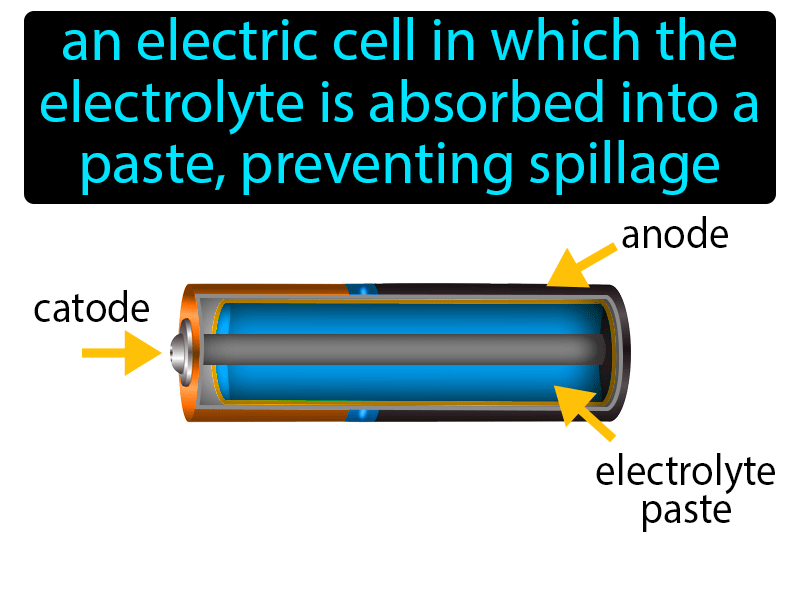 an electric cell in which the
electrolyte is absorbed into a
paste, preventing spillage
anode
catode
electrolyte
paste